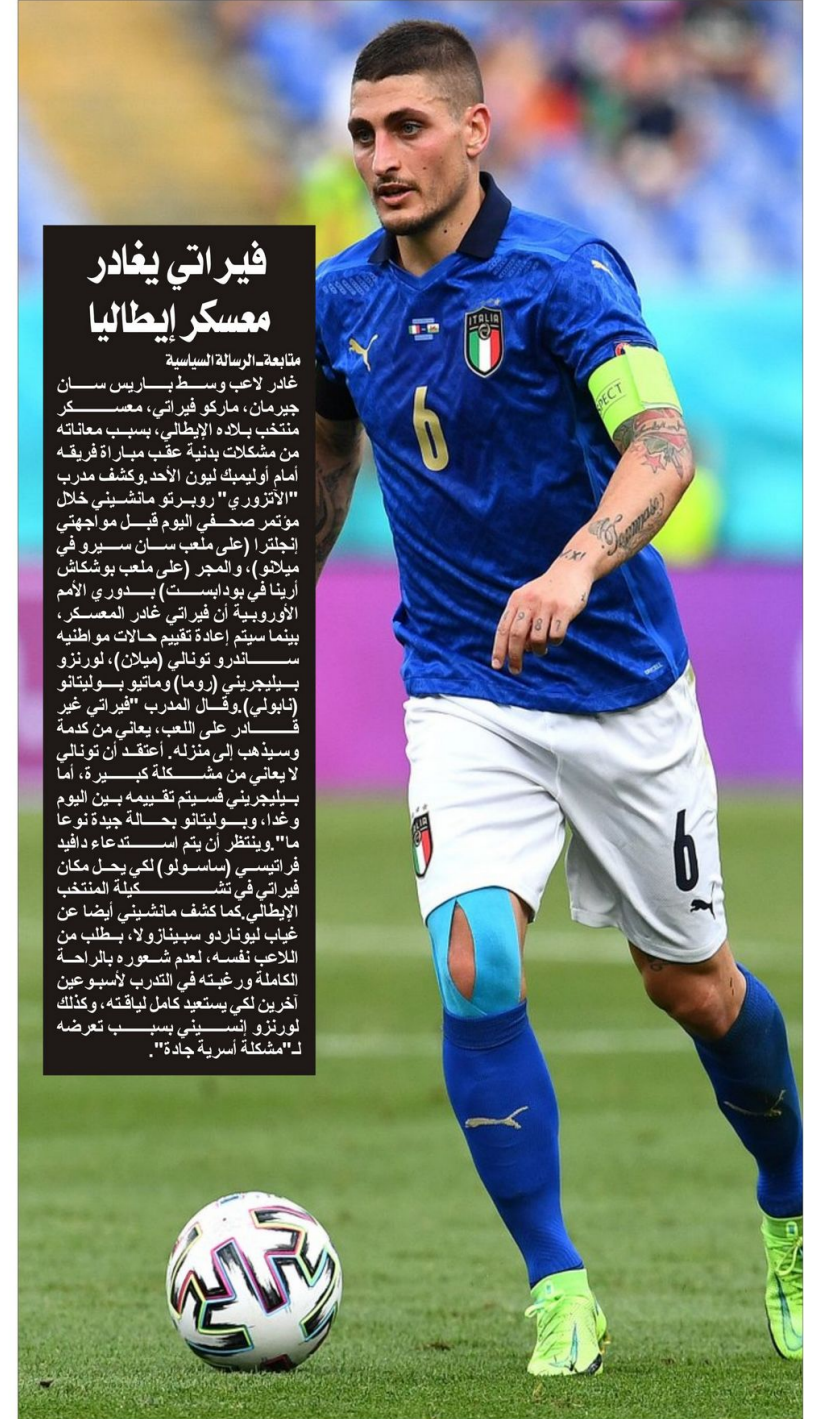 فيراتي يغادر
معسكر إيطاليا
متابعة-الرسالة السياسية
غادر لاعب وسط باريس سان
جيرمان، ماركو فيراتي، معسكر
منتخب بلاده الإيطالي، بسبب معاناته
من مشكلات بدنية عقب مباراة فريقه
أمام أوليمبك ليون الأحد.وكشف مدرب
"الآتزوري" روبرتو مانشيني خلال
مؤتمر صحفي اليوم قبل مواجهتي
إنجلترا (على ملعب سان سيرو في
ميلانو)، والمجر (على ملعب بوشكاش
أرينا في بودابست) بدوري الأمم
الأوروبية أن فيراتي غادر المعسكر،
بينما سيتم إعادة تقييم حالات مواطنيه
ساندرو تونالي (ميلان)، لورنزو
بيليجريني (روما) وماتيو بوليتانو
(نابولي).وقال المدرب "فيراتي غير
قادر على اللعب، يعاني من كدمة
وسيذهب إلى منزله. أعتقد أن تونالي
لا يعاني من مشكلة كبيرة، أما
بيليجريني فسيتم تقييمه بين اليوم
وغدا، وبوليتانو بحالة جيدة نوعا
ما".وينتظر أن يتم استدعاء دافيد
فراتيسي (ساسولو) لكي يحل مكان
فيراتي في تشكيلة المنتخب
الإيطالي.كما كشف مانشيني أيضا عن
غياب ليوناردو سبينازولا، بطلب من
اللاعب نفسه، لعدم شعوره بالراحة
الكاملة ورغبته في التدرب لأسبوعين
آخرين لكي يستعيد كامل لياقته، وكذلك
لورنزو إنسيني بسبب تعرضه
لـ"مشكلة أسرية جادة".
ITALIA
6
PECT
6